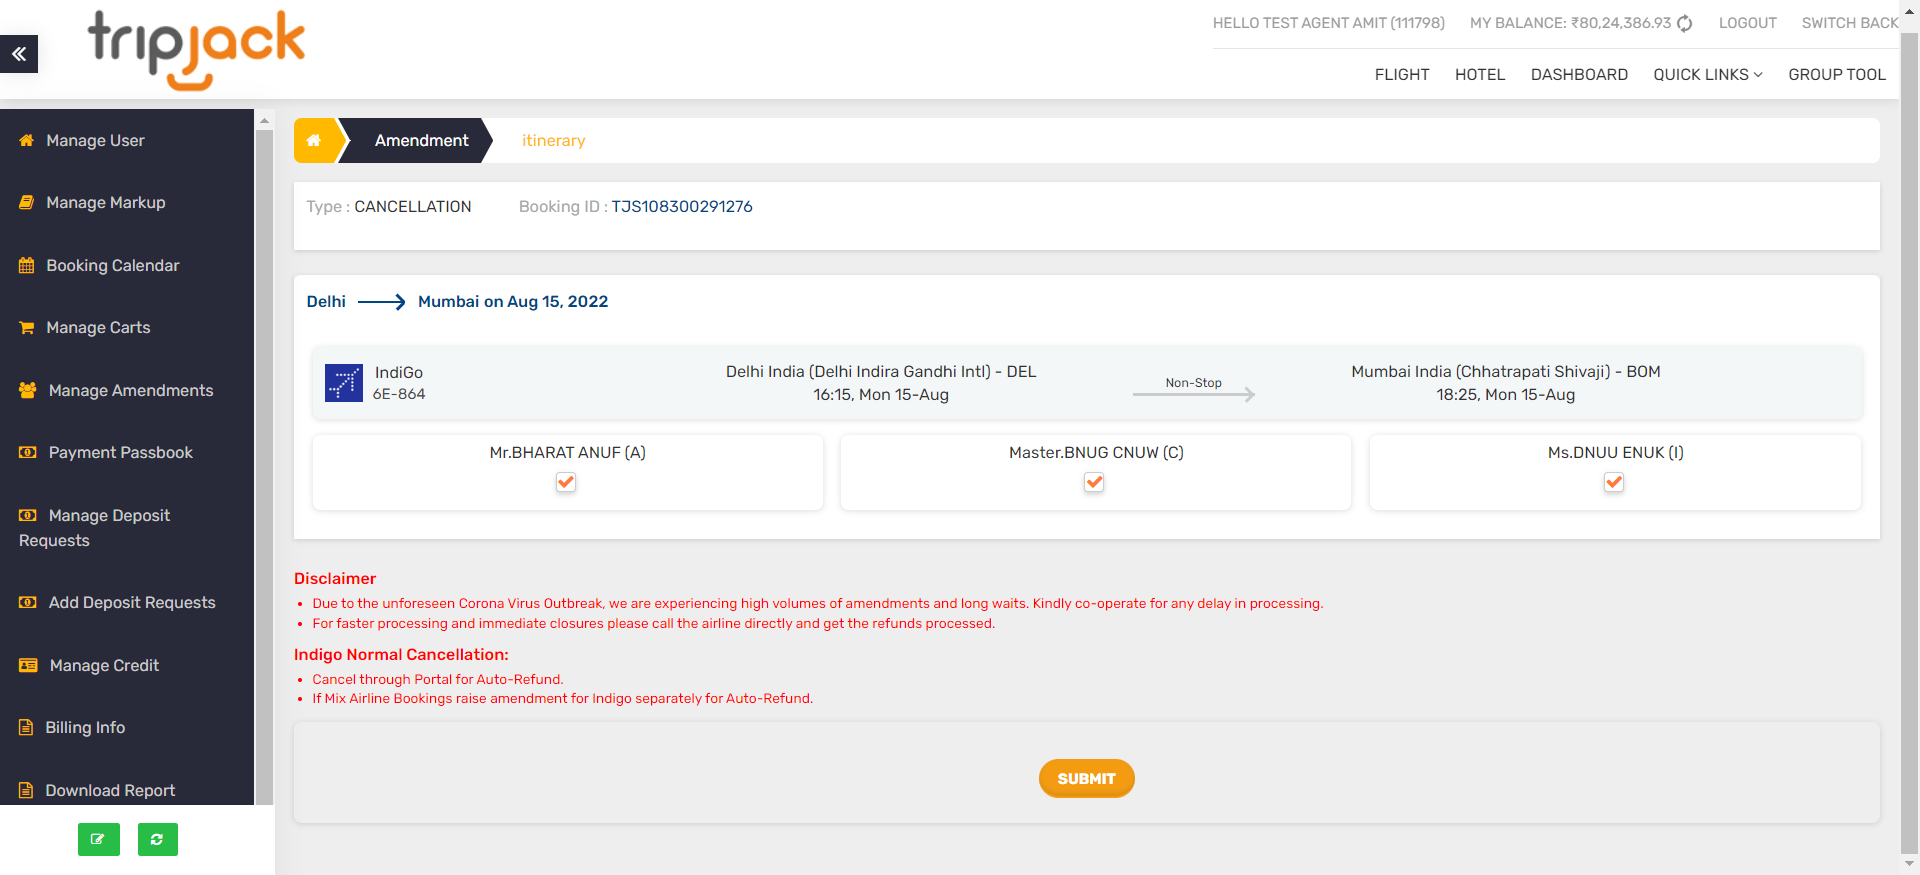 tripjack
HELLO TEST AGENT AMIT (111798) MY BALANCE: ₹80,24,386.93 LOGOUT SWITCH BACK
FLIGHT HOTEL DASHBOARD QUICK LINKS GROUP TOOL
Manage User
Manage Markup
Booking Calendar
Manage Carts
Manage Amendments
Payment Passbook
Manage Deposit
Requests
Add Deposit Requests
Manage Credit
Billing Info
Download Report
Amendment itinerary
Type : CANCELLATION Booking ID : TJS108300291276
Delhi Mumbai on Aug 15, 2022
IndiGo
6E-864
Delhi India (Delhi Indira Gandhi Intl) - DEL
16:15, Mon 15-Aug
Non-Stop
Mumbai India (Chhatrapati Shivaji) - BOM
18:25, Mon 15-Aug
Mr.BHARAT ANUF (A)
Master.BNUG CNUW (C)
Ms.DNUU ENUK (I)
Disclaimer
• Due to the unforeseen Corona Virus Outbreak, we are experiencing high volumes of amendments and long waits. Kindly co-operate for any delay in processing.
• For faster processing and immediate closures please call the airline directly and get the refunds processed.
Indigo Normal Cancellation:
• Cancel through Portal for Auto-Refund.
• If Mix Airline Bookings raise amendment for Indigo separately for Auto-Refund.
SUBMIT